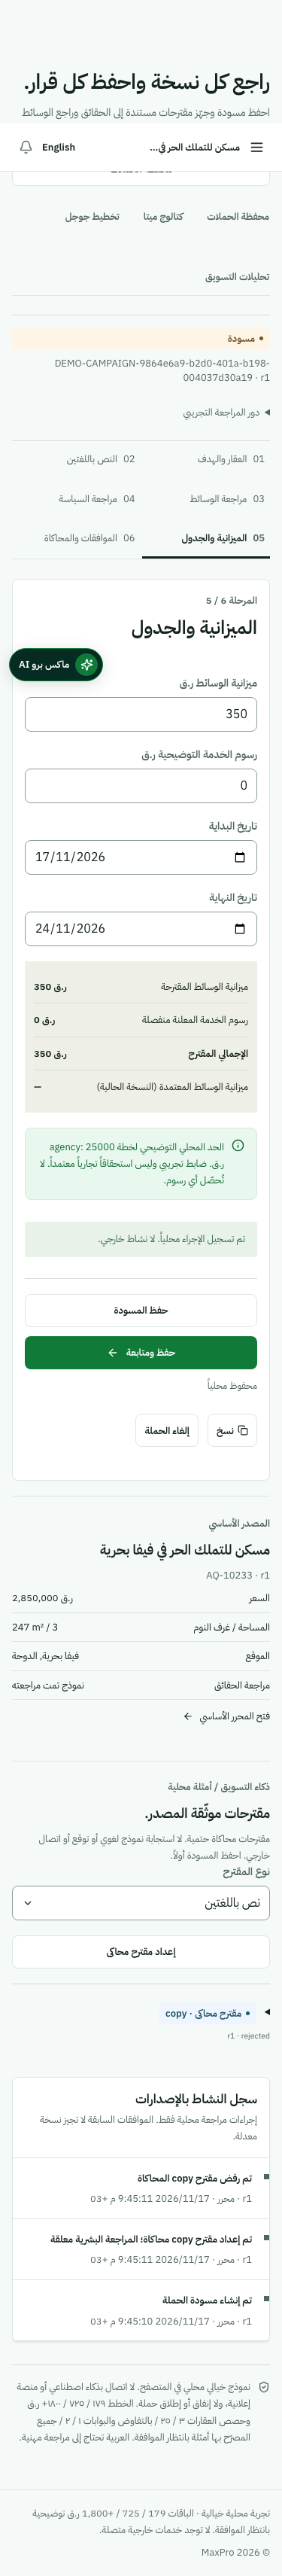 راجع كل نسخة واحفظ كل قرار.
احفظ مسودة وجهّز مقترحات مستندة إلى الحقائق وراجع الوسائط
مسكن للتملك الحر في...
English
محفظة الحملات
كتالوج ميتا
تخطيط جوجل
تحليلات التسويق
مسودة
DEMO-CAMPAIGN-9864e6a9-b2d0-401a-b198-
004037d30a19 · r1
دور المراجعة التجريبي
01 العقار والهدف
02 النص باللغتين
03 مراجعة الوسائط
04 مراجعة السياسة
05 الميزانية والجدول
06 الموافقات والمحاكاة
المرحلة 6 / 5
الميزانية والجدول
ماكس برو AI
ميزانية الوسائط ر.ق
350
رسوم الخدمة التوضيحية ر.ق
0
تاريخ البداية
17/11/2026
تاريخ النهاية
24/11/2026
ميزانية الوسائط المقترحة
ر.ق 350
رسوم الخدمة المعلنة منفصلة
ر.ق 0
الإجمالي المقترح
ر.ق 350
ميزانية الوسائط المعتمدة (النسخة الحالية)
—
الحد المحلي التوضيحي لخطة agency: 25000
ر.ق. ضابط تجريبي وليس استحقاقاً تجارياً معتمداً. لا
تُحصّل أي رسوم.
تم تسجيل الإجراء محلياً. لا نشاط خارجي.
حفظ المسودة
حفظ ومتابعة
محفوظ محلياً
نسخ
إلغاء الحملة
المصدر الأساسي
مسكن للتملك الحر في فيفا بحرية
AQ-10233 · r1
السعر
ر.ق 2,850,000
المساحة / غرف النوم
247 m² / 3
الموقع
فيفا بحرية, الدوحة
مراجعة الحقائق
نموذج تمت مراجعته
فتح المحرر الأساسي
ذكاء التسويق / أمثلة محلية
مقترحات موثّقة المصدر.
مقترحات محاكاة حتمية. لا استجابة نموذج لغوي أو توقع أو اتصال
خارجي. احفظ المسودة أولاً.
نوع المقترح
نص باللغتين
إعداد مقترح محاكى
مقترح محاكى · copy
r1 · rejected
سجل النشاط بالإصدارات
إجراءات مراجعة محلية فقط. الموافقات السابقة لا تجيز نسخة
معدلة.
تم رفض مقترح copy المحاكاة
r1 · محرر · 2026/11/17 9:45:11 م +03
تم إعداد مقترح copy محاكاة؛ المراجعة البشرية معلقة
r1 · محرر · 2026/11/17 9:45:11 م +03
تم إنشاء مسودة الحملة
r1 · محرر · 2026/11/17 9:45:10 م +03
نموذج خيالي محلي في المتصفح. لا اتصال بذكاء اصطناعي أو منصة
إعلانية، ولا إنفاق أو إطلاق حملة. الخطط ١٧٩ / ٧٢٥ / ١٨٠٠+ ر.ق
وحصص العقارات ٣ / ٢٥ / بالتفاوض والبوابات ١ / ٢ / جميع
المصرّح بها أمثلة بانتظار الموافقة. العربية تحتاج إلى مراجعة مهنية.
تجربة محلية خيالية · الباقات 179 / 725 / +1,800 ر.ق توضيحية
بانتظار الموافقة. لا توجد خدمات خارجية متصلة.
© 2026 MaxPro